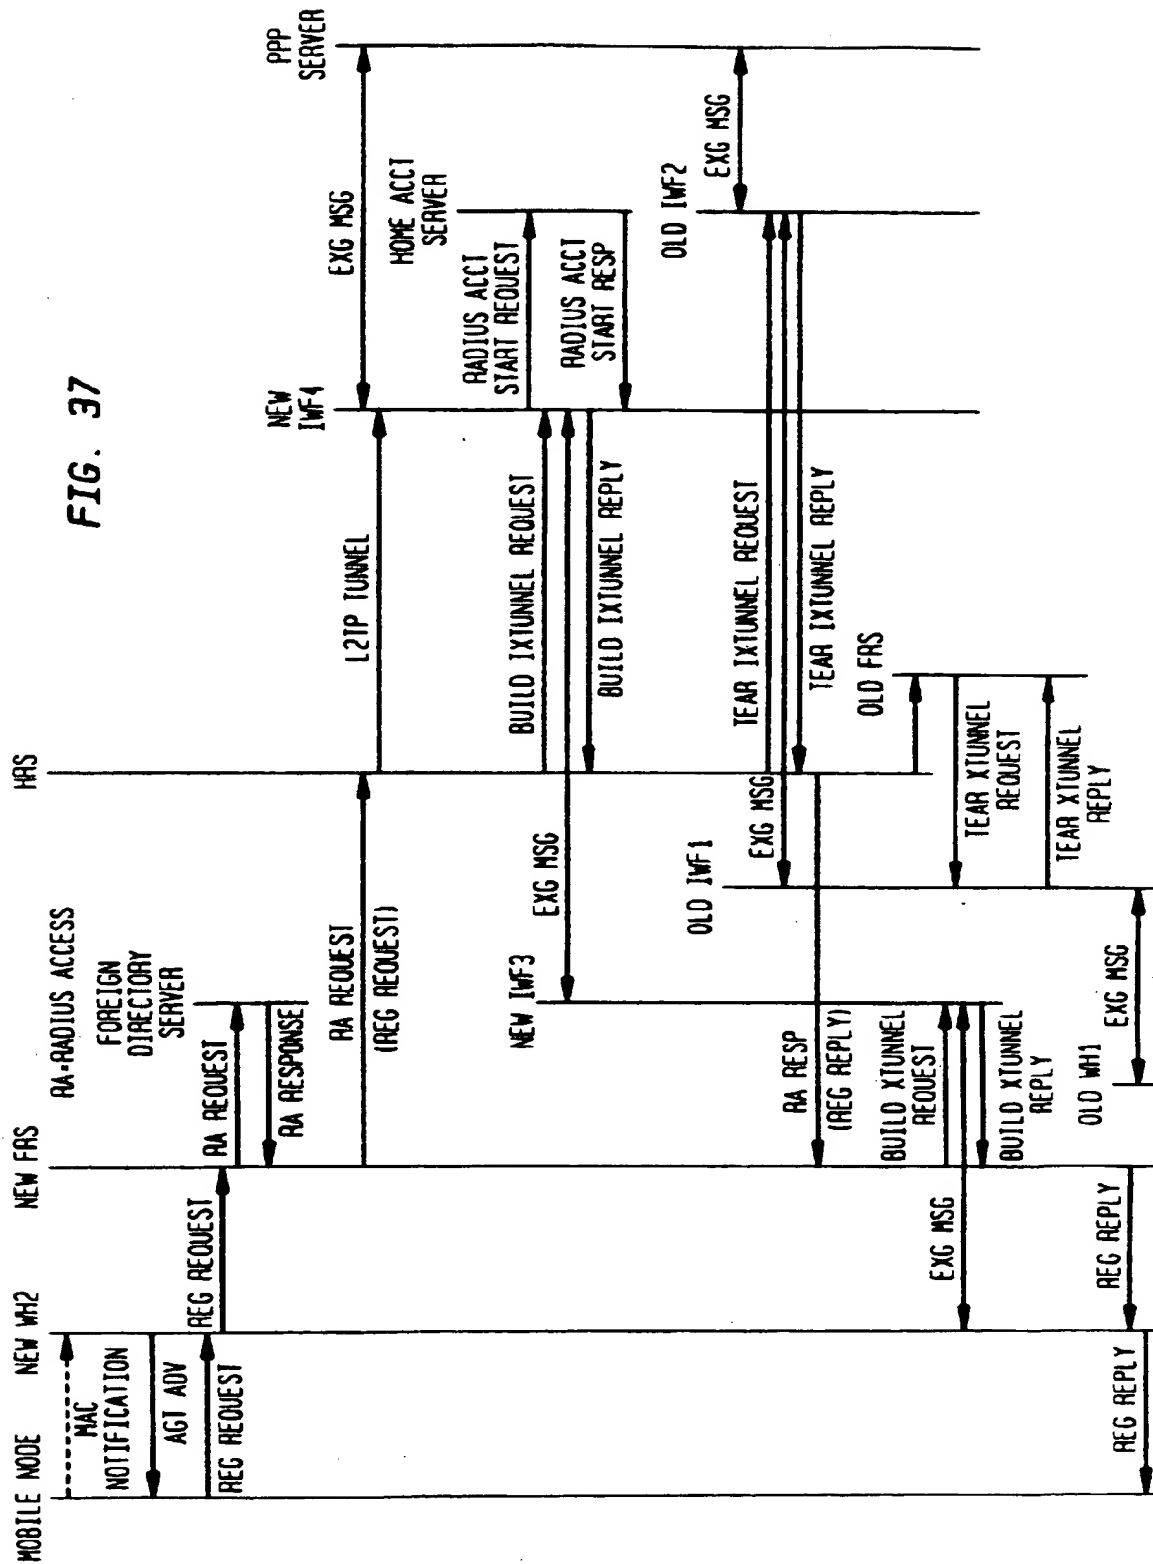 FIG. 37
RA=RADIUS ACCESS
MOBILE NODE
NEW WH2
NEW FRS
FOREIGN
DIRECTORY
SERVER
HAS
NEW
IWF4
PPP
SERVER
MAC
NOTIFICATION
AGT ADV
REG REQUEST
REG REQUEST
RA REQUEST
RA RESPONSE
RA REQUEST
(REG REQUEST)
L2TP TUNNEL
EXG MSG
HOME ACCT
SERVER
RADIUS ACCT
START REQUEST
BUILD IXTUNNEL REQUEST
NEW IWF3
EXG MSG
BUILD IXTUNNEL REPLY
RADIUS ACCT
START RESP
OLD IWF2
EXG MSG
OLD IWF1
TEAR IXTUNNEL REQUEST
EXG MSG
TEAR IXTUNNEL REPLY
RA RESP
(REG REPLY)
OLD FRS
BUILD XTUNNEL
REQUEST
EXG MSG
BUILD XTUNNEL
REPLY
TEAR XTUNNEL
REQUEST
TEAR XTUNNEL
REPLY
OLD WH1
EXG MSG
REG REPLY
REG REPLY